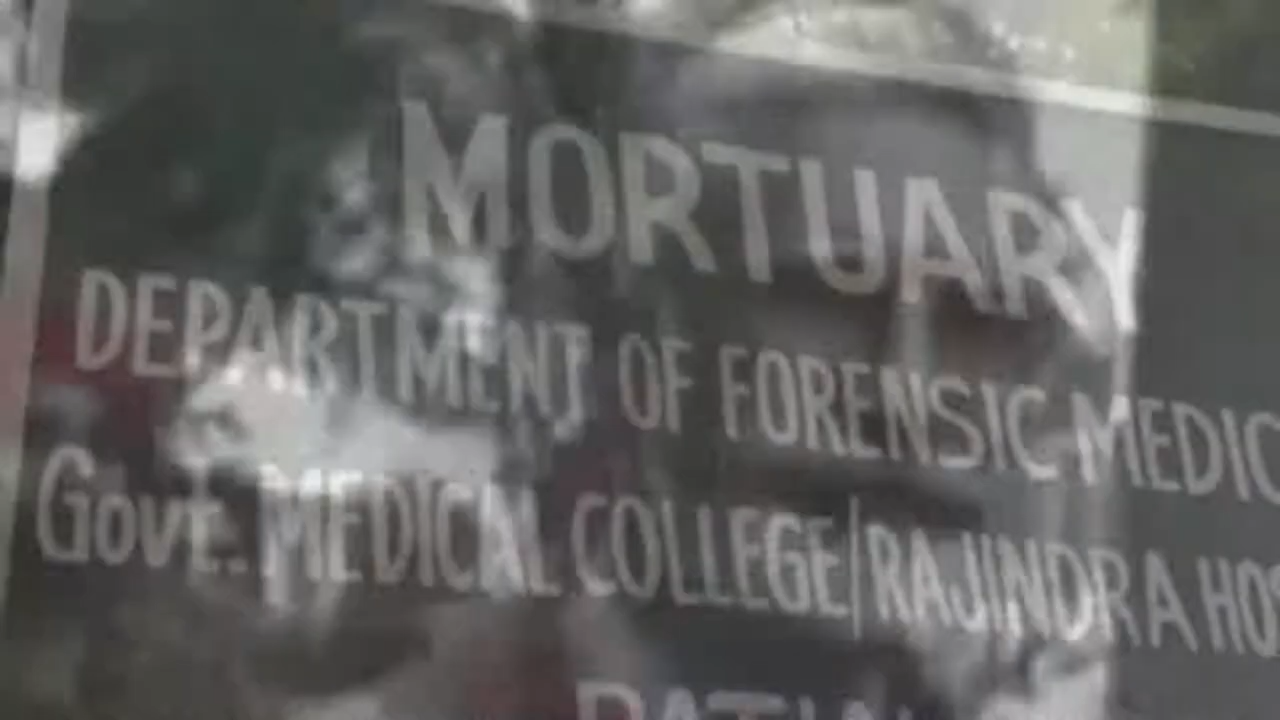 MORTUARY
DEPARTMENT OF FORENSIC MEDIC
Govt. MEDICAL COLLEGE/RAJINDRA HOS